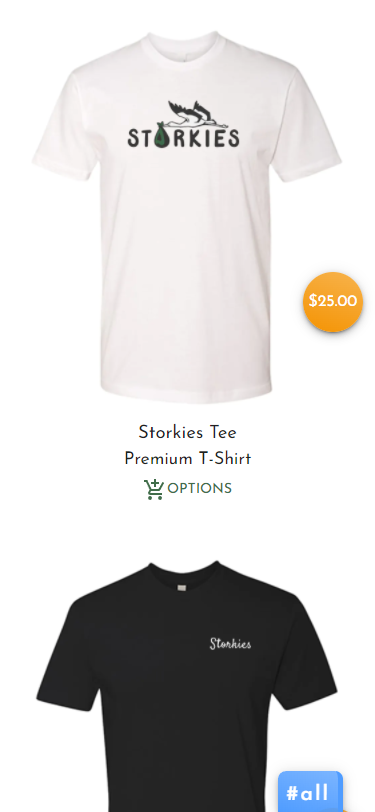 STORKIES
$25.00
Storkies Tee
Premium T-Shirt
OPTIONS
Storkies
#all